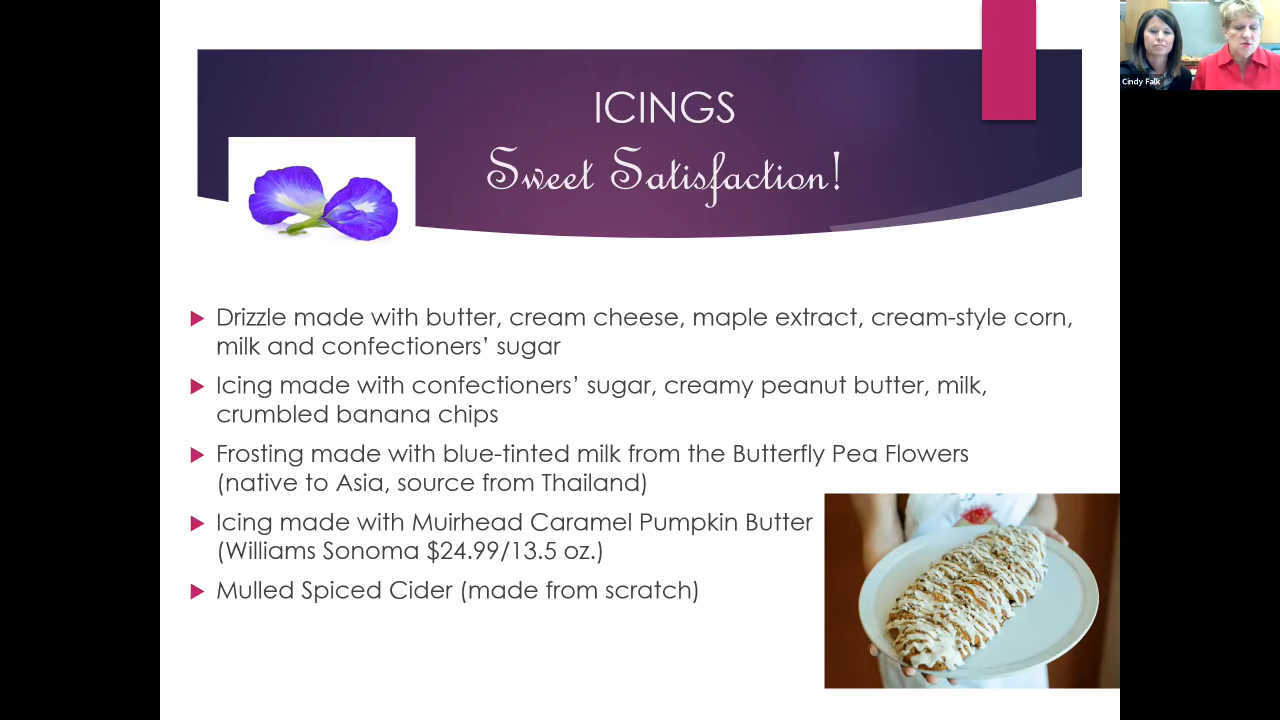 ICINGS
Sweet Satisfaction!
Drizzle made with butter, cream cheese, maple extract, cream-style corn,
milk and confectioners’ sugar
Icing made with confectioners’ sugar, creamy peanut butter, milk,
crumbled banana chips
Frosting made with blue-tinted milk from the Butterfly Pea Flowers
(native to Asia, source from Thailand)
Icing made with Muirhead Caramel Pumpkin Butter
(Williams Sonoma $24.99/13.5 oz.)
Mulled Spiced Cider (made from scratch)
Cindy Falk